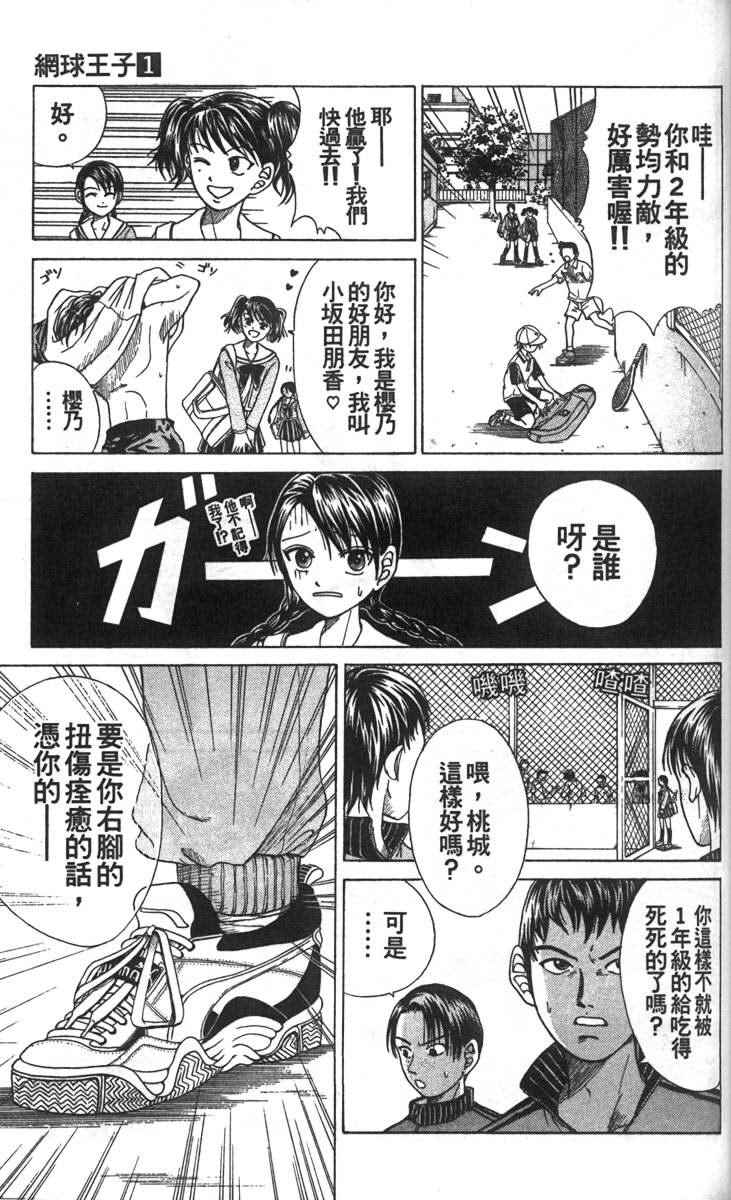 網球王子1
哇——
你和2年級的
勢均力敵，
好厲害喔!!
耶——
他贏了！我們
快過去!!
好。
你好，我是櫻乃
的好朋友，我叫
小坂田朋香♡
ゴソ
ゴソ
櫻乃
……
是誰
呀？
ガーーン
啊——
他不記得
我了!?
喳喳
嘰嘰
喂，桃城。
這樣好嗎？
你這樣不就被
1年級的給吃得
死死的了嗎？
可是
……
要是你右腳的
扭傷痊癒的話，
憑你的——